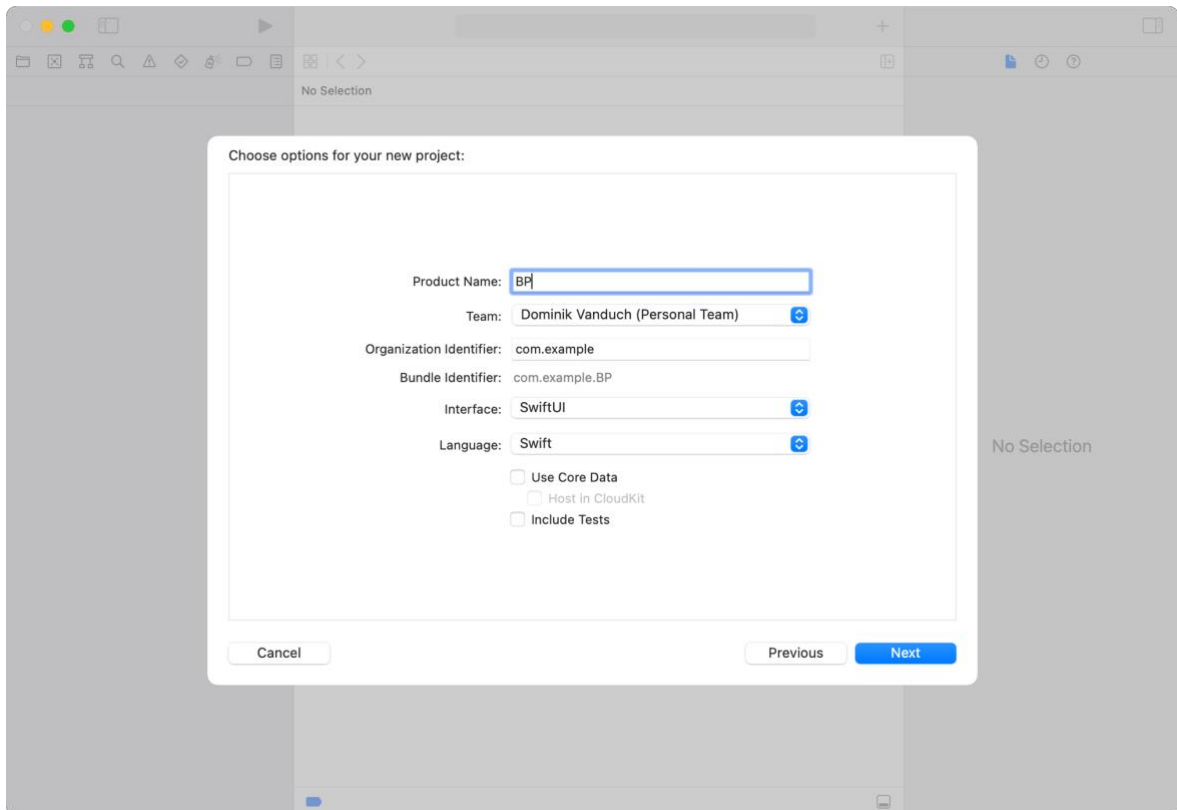 No Selection
Choose options for your new project:
Product Name: BP
Team: Dominik Vanduch (Personal Team)
Organization Identifier: com.example
Bundle Identifier: com.example.BP
Interface: SwiftUI
Language: Swift
Use Core Data
Host in CloudKit
Include Tests
No Selection
Cancel Previous Next